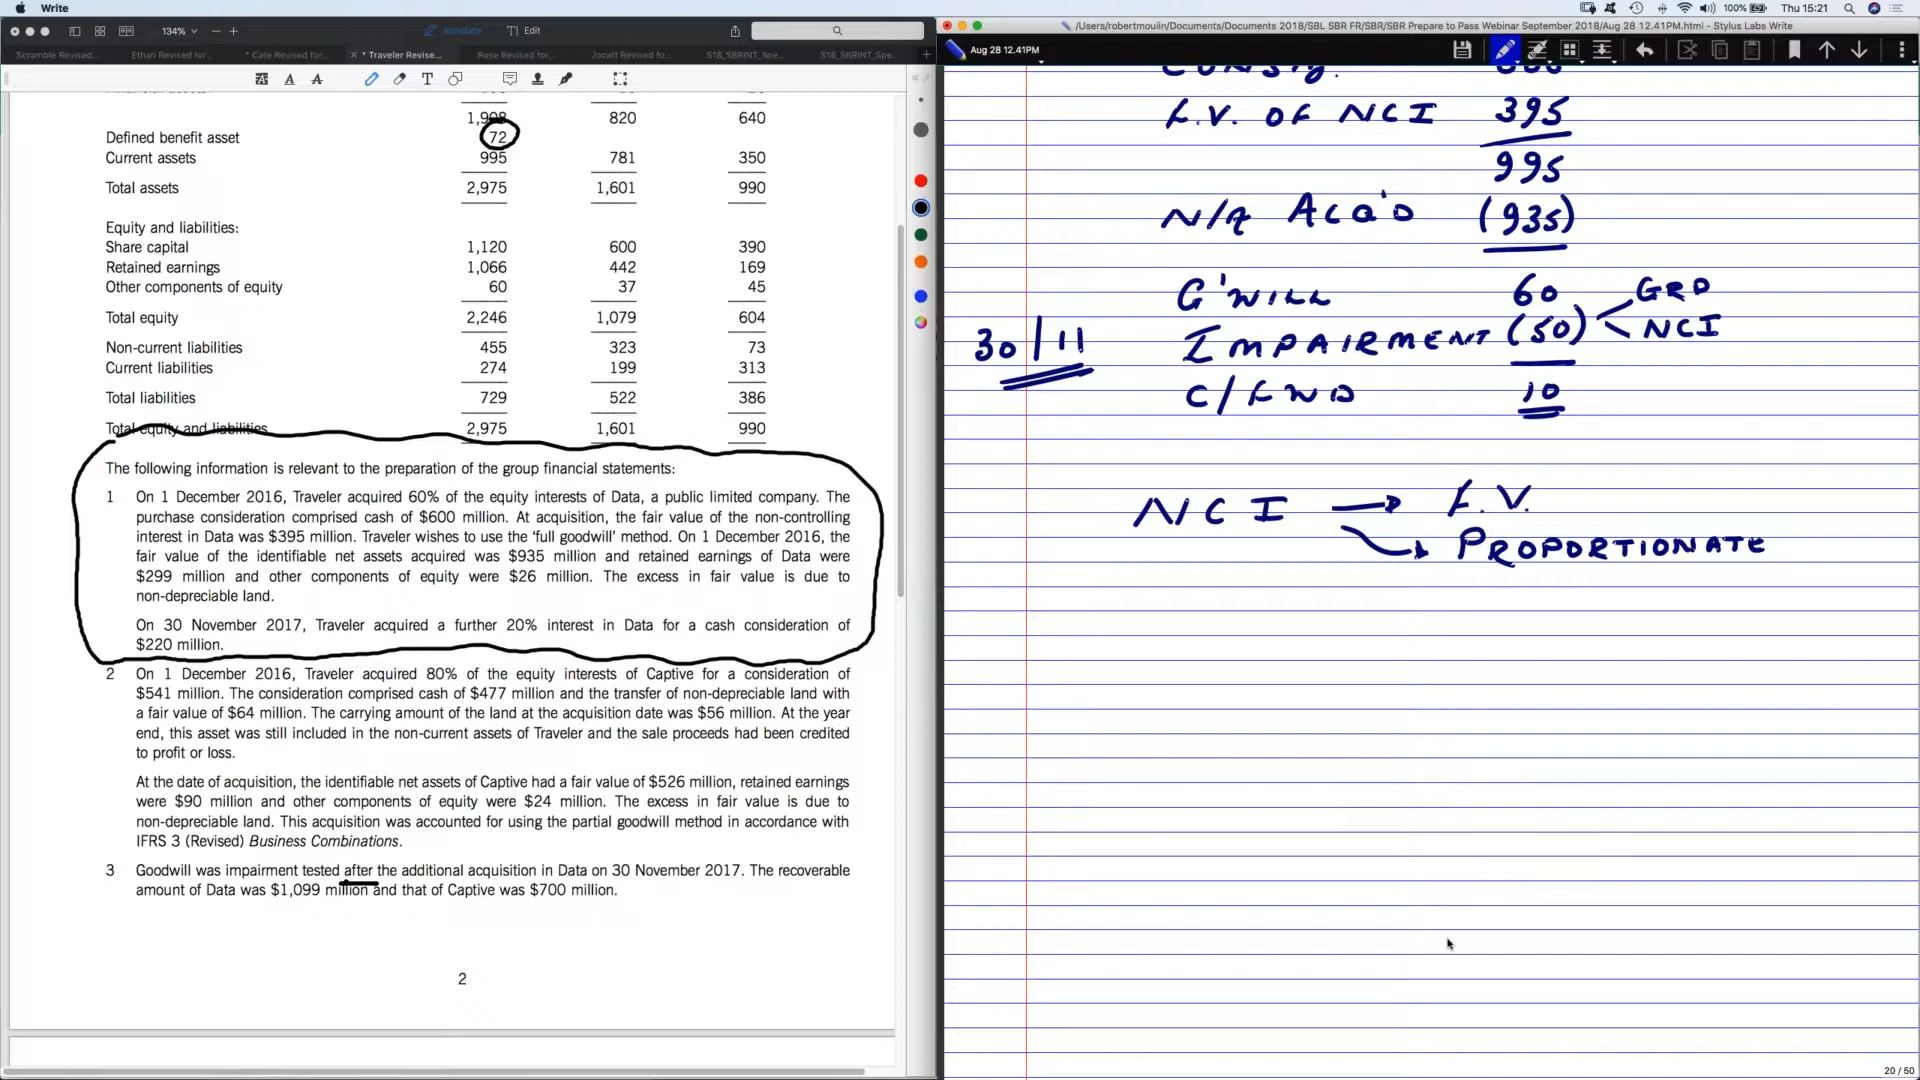 Write
100%
Thu 15:21
134%
Annotate
Edit
/Users/robertmoulin/Documents/Documents 2018/SBL SBR FR/SBR/SBR Prepare to Pass Webinar September 2018/Aug 28 12.41PM.html - Stylus Labs Write
Aug 28 12.41PM
Scramble Revised...
Ethan Revised for...
* Cate Revised for...
* Traveler Revise...
Rose Revised for...
Jocatt Revised fo...
S16_SBRINT_Spe...
S16_SBRINT_Spe...
1,908 820 640
Defined benefit asset 72
Current assets 995 781 350
Total assets 2,975 1,601 990
Equity and liabilities:
Share capital 1,120 600 390
Retained earnings 1,066 442 169
Other components of equity 60 37 45
Total equity 2,246 1,079 604
Non-current liabilities 455 323 73
Current liabilities 274 199 313
Total liabilities 729 522 386
Total equity and liabilities 2,975 1,601 990
The following information is relevant to the preparation of the group financial statements:
1 On 1 December 2016, Traveler acquired 60% of the equity interests of Data, a public limited company. The
purchase consideration comprised cash of $600 million. At acquisition, the fair value of the non-controlling
interest in Data was $395 million. Traveler wishes to use the ‘full goodwill’ method. On 1 December 2016, the
fair value of the identifiable net assets acquired was $935 million and retained earnings of Data were
$299 million and other components of equity were $26 million. The excess in fair value is due to
non-depreciable land.
On 30 November 2017, Traveler acquired a further 20% interest in Data for a cash consideration of
$220 million.
2 On 1 December 2016, Traveler acquired 80% of the equity interests of Captive for a consideration of
$541 million. The consideration comprised cash of $477 million and the transfer of non-depreciable land with
a fair value of $64 million. The carrying amount of the land at the acquisition date was $56 million. At the year
end, this asset was still included in the non-current assets of Traveler and the sale proceeds had been credited
to profit or loss.
At the date of acquisition, the identifiable net assets of Captive had a fair value of $526 million, retained earnings
were $90 million and other components of equity were $24 million. The excess in fair value is due to
non-depreciable land. This acquisition was accounted for using the partial goodwill method in accordance with
IFRS 3 (Revised) Business Combinations.
3 Goodwill was impairment tested after the additional acquisition in Data on 30 November 2017. The recoverable
amount of Data was $1,099 million and that of Captive was $700 million.
2
F.V. OF NCI 395
995
N/A ACQ'D (935)
G'WILL 60
GRP
30/11 IMPAIRMENT (50)
NCI
C/FWD 10
NCI → F.V.
→ PROPORTIONATE
20 / 50